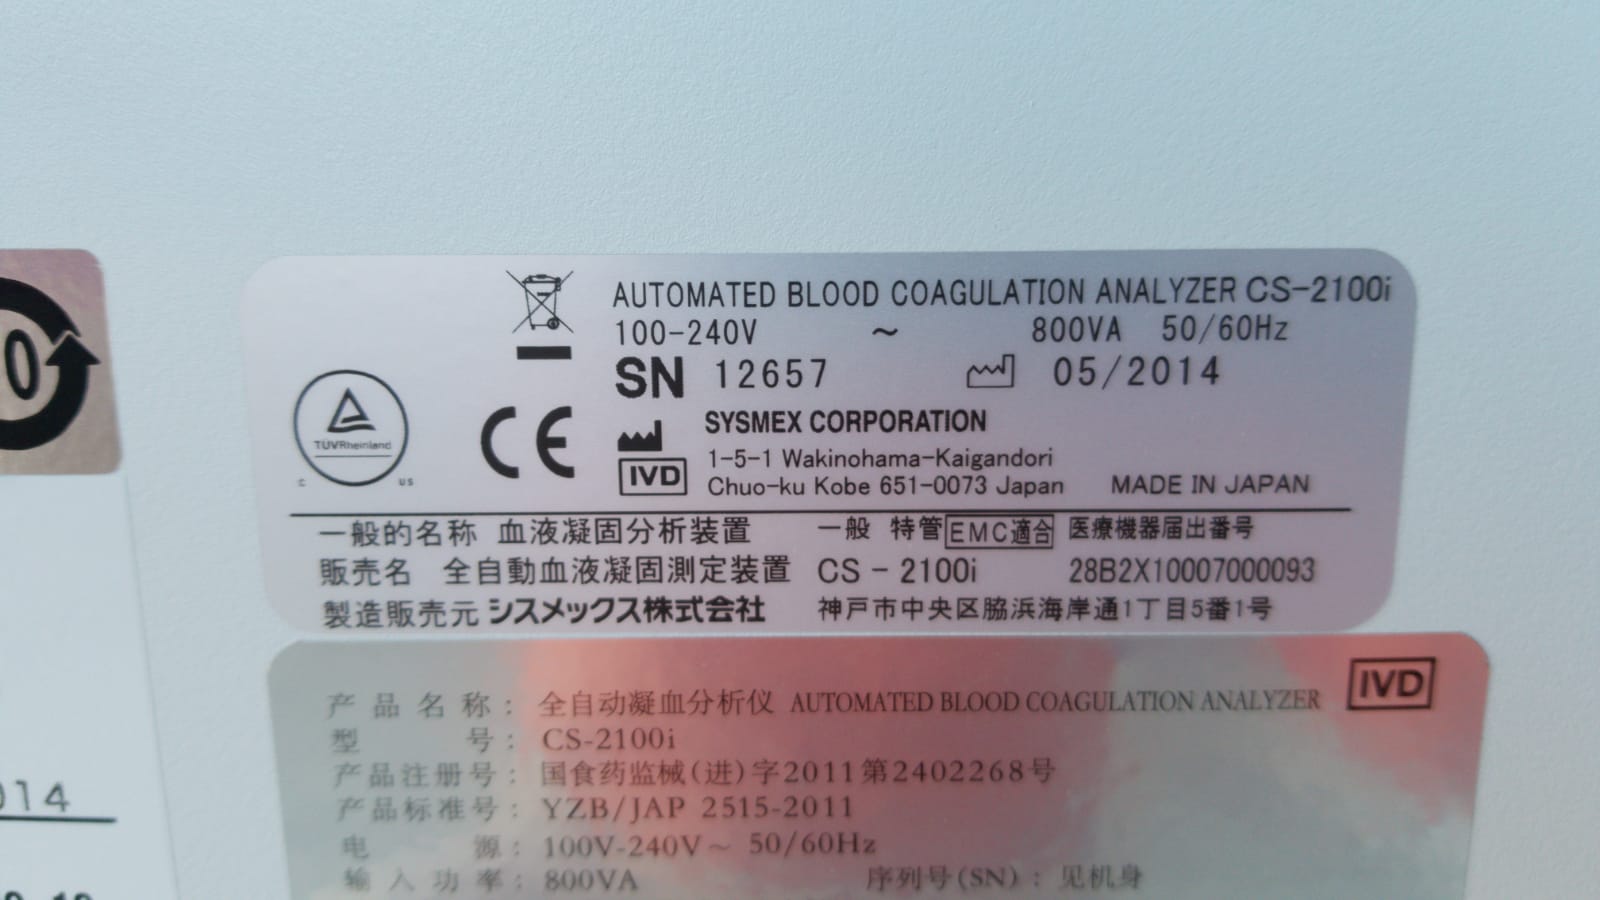 AUTOMATED BLOOD COAGULATION ANALYZER CS-2100i
100-240V ~ 800VA 50/60Hz
SN 12657 05/2014
TÜVRheinland
C US
CE
SYSMEX CORPORATION
IVD
1-5-1 Wakinohama-Kaigandori
Chuo-ku Kobe 651-0073 Japan MADE IN JAPAN
一般的名称 血液凝固分析装置 一般 特管 EMC適合 医療機器届出番号
販売名 全自動血液凝固測定装置 CS-2100i 28B2X10007000093
製造販売元 シスメックス株式会社 神戸市中央区脇浜海岸通1丁目5番1号
产品名称: 全自动凝血分析仪 AUTOMATED BLOOD COAGULATION ANALYZER IVD
型号: CS-2100i
产品注册号: 国食药监械(进)字2011第2402268号
产品标准号: YZB/JAP 2515-2011
电源: 100V-240V~ 50/60Hz
输入功率: 800VA 序列号(SN): 见机身
0
014